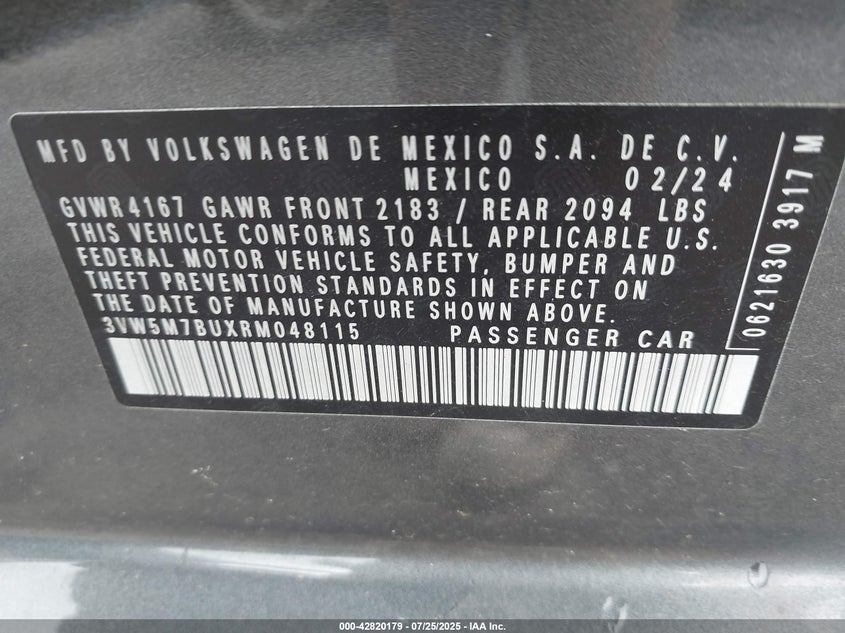 MFD BY VOLKSWAGEN DE MEXICO S.A. DE C.V.
MEXICO 02/24
GVWR 4167 GAWR FRONT 2183 / REAR 2094 LBS
THIS VEHICLE CONFORMS TO ALL APPLICABLE U.S.
FEDERAL MOTOR VEHICLE SAFETY, BUMPER AND
THEFT PREVENTION STANDARDS IN EFFECT ON
THE DATE OF MANUFACTURE SHOWN ABOVE.
3VW5M7BUXRM048115 PASSENGER CAR
0621630 3917 M
000-42820179 - 07/25/2025 - IAA Inc.